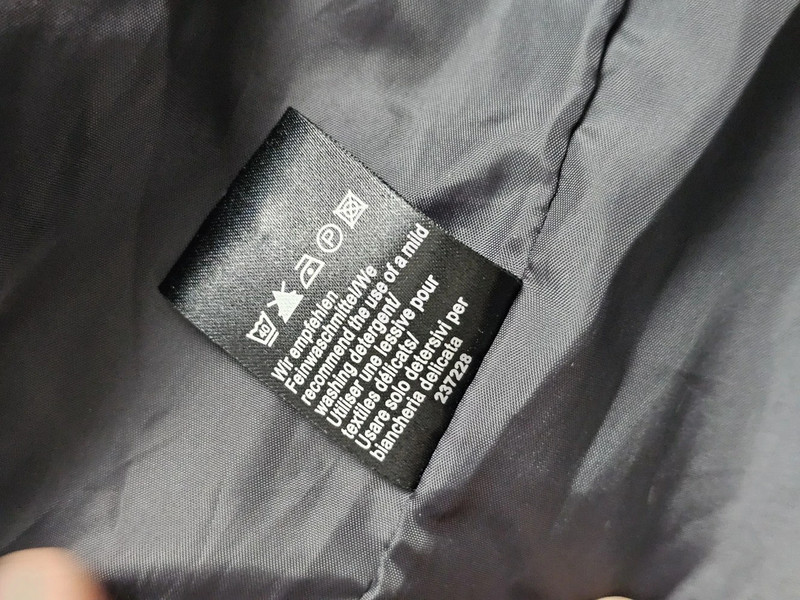 40 P
Wir empfehlen
Feinwaschmittel/We
recommend the use of a mild
washing detergent/
Utiliser une lessive pour
textiles délicats/
Usare solo detersivi per
biancheria delicata
237228